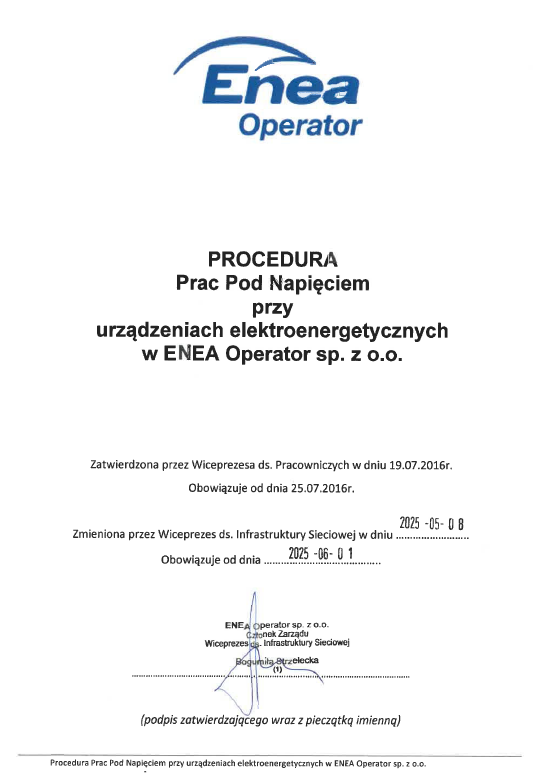 Enea
Operator
PROCEDURA
Prac Pod Napięciem
przy
urządzeniach elektroenergetycznych
w ENEA Operator sp. z o.o.
Zatwierdzona przez Wiceprezesa ds. Pracowniczych w dniu 19.07.2016r.
Obowiązuje od dnia 25.07.2016r.
Zmieniona przez Wiceprezes ds. Infrastruktury Sieciowej w dniu 2025 -05- 08
Obowiązuje od dnia 2025 -06- 01
ENEA Operator sp. z o.o.
Członek Zarządu
Wiceprezes ds. Infrastruktury Sieciowej
Bogumiła Strzelecka
(1)
(podpis zatwierdzającego wraz z pieczątką imienną)
Procedura Prac Pod Napięciem przy urządzeniach elektroenergetycznych w ENEA Operator sp. z o.o.